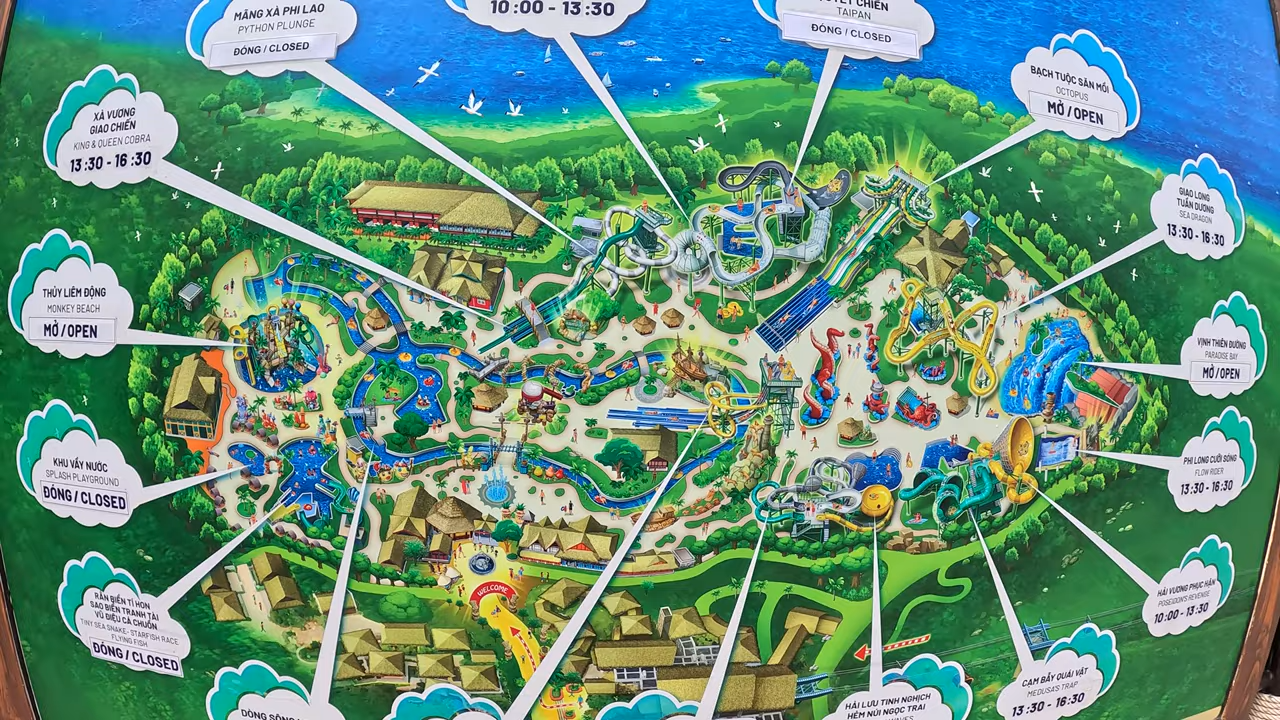 MÃNG XÀ PHI LAO
PYTHON PLUNGE
ĐÓNG / CLOSED
10:00 - 13:30
TAIPAN
ĐÓNG / CLOSED
BẠCH TUỘC SĂN MỒI
OCTOPUS
MỞ / OPEN
XÀ VƯƠNG
GIAO CHIẾN
KING & QUEEN COBRA
13:30 - 16:30
GIAO LONG
TUẦN DƯƠNG
SEA DRAGON
13:30 - 16:30
THỦY LIÊM ĐỘNG
MONKEY BEACH
MỞ / OPEN
VỊNH THIÊN ĐƯỜNG
PARADISE BAY
MỞ / OPEN
KHU VẨY NƯỚC
SPLASH PLAYGROUND
ĐÓNG / CLOSED
PHI LONG CƯỠI SÓNG
FLOW RIDER
13:30 - 16:30
RẮN BIỂN TÍ HON
SAO BIỂN TRANH TÀI
VŨ ĐIỆU CÁ CHUỒN
TINY SEA SNAKE- STARFISH RACE
FLYING FISH
ĐÓNG / CLOSED
WELCOME
HẢI VƯƠNG PHỤC HẬN
POSEIDON'S REVENGE
10:00 - 13:30
CẠM BẪY QUÁI VẬT
MEDUSA'S TRAP
13:30 - 16:30
DÒNG SÔNG
HẢI LƯU TINH NGHỊCH
HẺM NÚI NGỌC TRAI